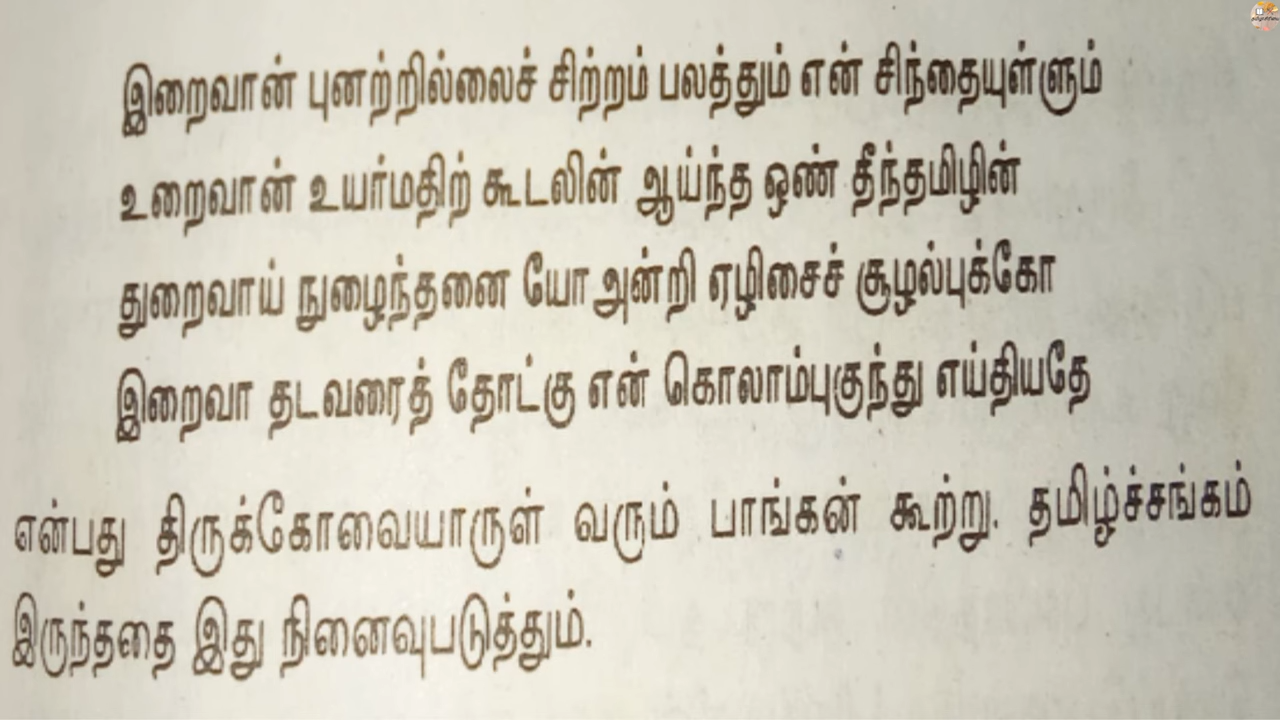 இறைவான் புனற்றில்லைச் சிற்றம் பலத்தும் என் சிந்தையுள்ளும்
உறைவான் உயர்மதிற் கூடலின் ஆய்ந்த ஒண் தீந்தமிழின்
துறைவாய் நுழைந்தனை யோஅன்றி ஏழிசைச் சூழல்புக்கோ
இறைவா தடவரைத் தோட்கு என் கொலாம்புகுந்து எய்தியதே
என்பது திருக்கோவையாருள் வரும் பாங்கன் கூற்று. தமிழ்ச்சங்கம்
இருந்ததை இது நினைவுபடுத்தும்.